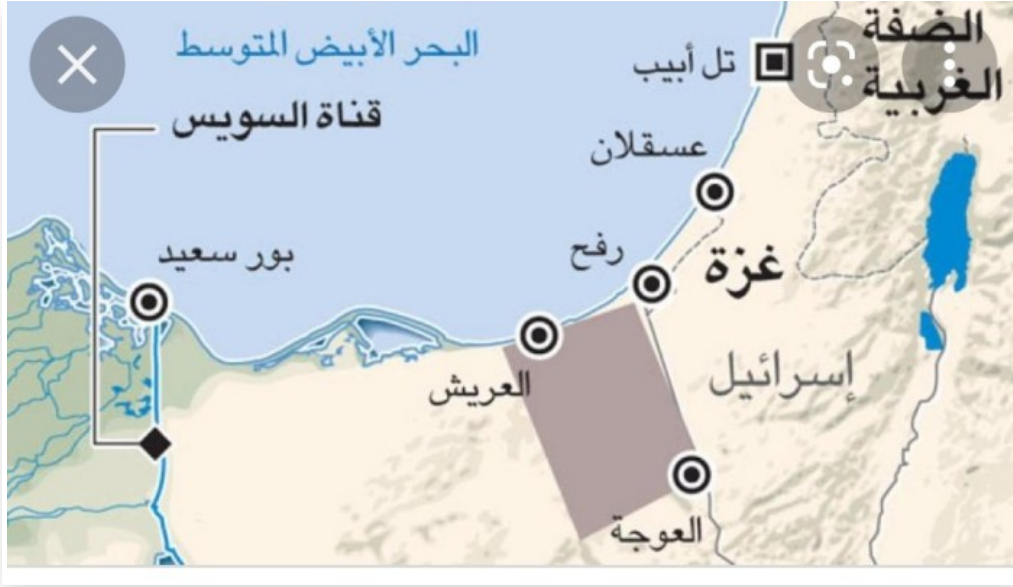 البحر الأبيض المتوسط
الضفة
الغربية
تل أبيب
قناة السويس
عسقلان
رفح
غزة
بور سعيد
العريش
إسرائيل
العوجة